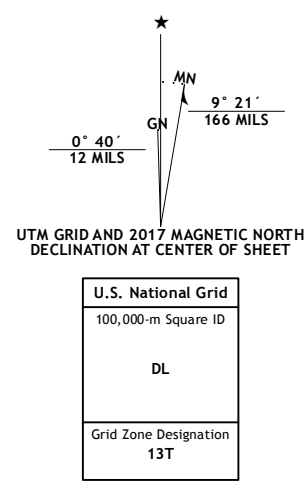 ★
MN
GN
9° 21´
166 MILS
0° 40´
12 MILS
UTM GRID AND 2017 MAGNETIC NORTH
DECLINATION AT CENTER OF SHEET
U.S. National Grid
100,000-m Square ID
DL
Grid Zone Designation
13T